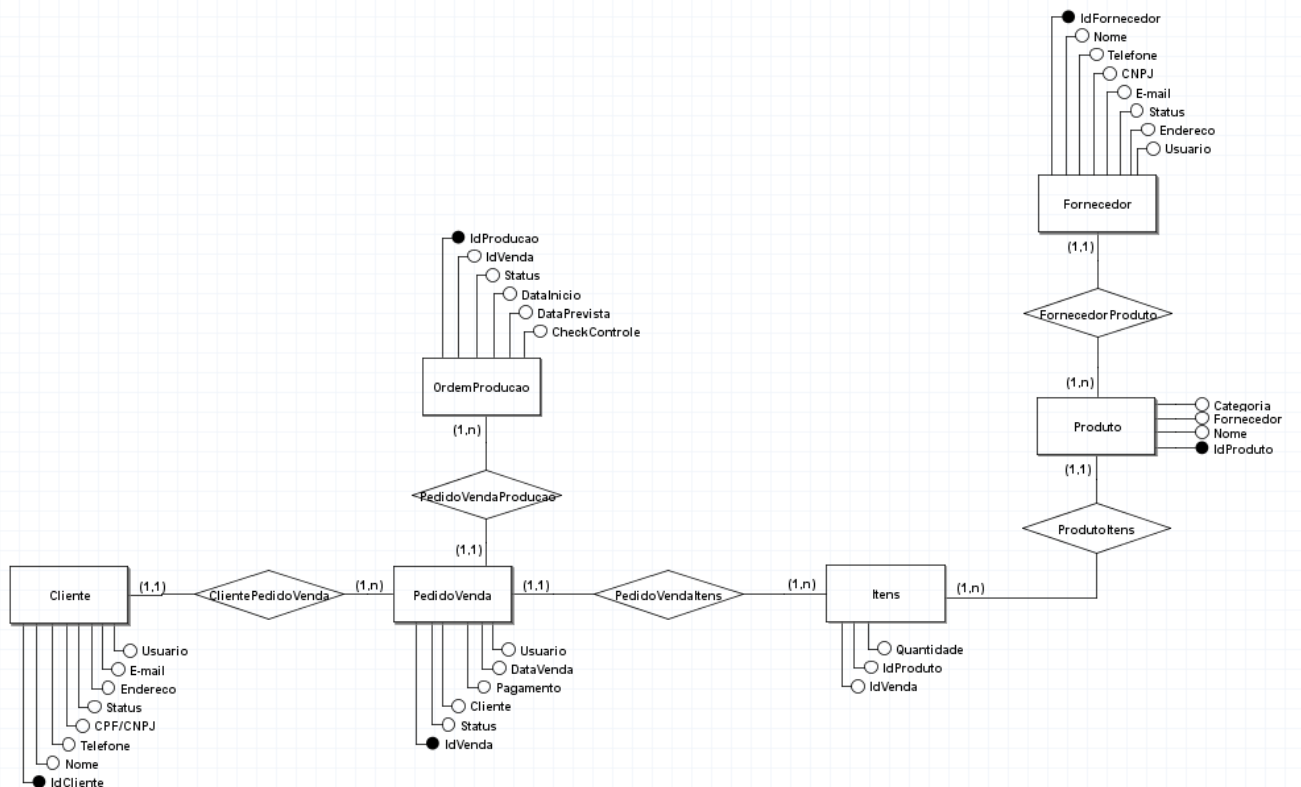 IdFornecedor
Nome
Telefone
CNPJ
E-mail
Status
Endereco
Usuario
Fornecedor
(1,1)
FornecedorProduto
(1,n)
IdProducao
IdVenda
Status
DataInicio
DataPrevista
CheckControle
OrdemProducao
(1,n)
PedidoVendaProducao
(1,1)
Produto
Categoria
Fornecedor
Nome
IdProduto
(1,1)
ProdutoItens
(1,n)
Cliente
(1,1)
ClientePedidoVenda
(1,n)
PedidoVenda
(1,1)
PedidoVendaItens
(1,n)
Itens
Usuario
E-mail
Endereco
Status
CPF/CNPJ
Telefone
Nome
IdCliente
Usuario
DataVenda
Pagamento
Cliente
Status
IdVenda
Quantidade
IdProduto
IdVenda